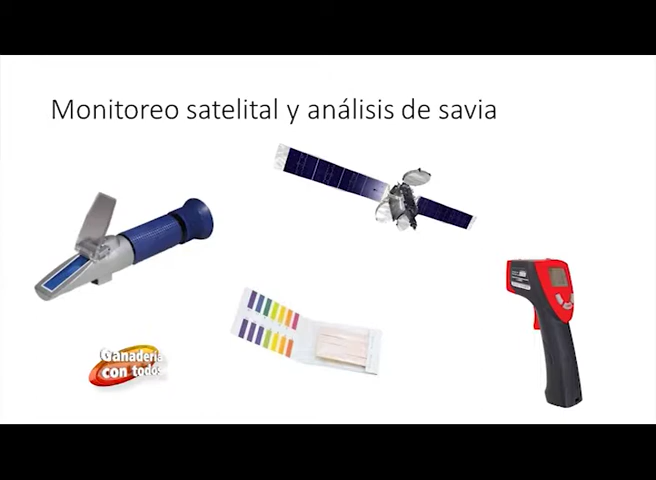 Monitoreo satelital y análisis de savia
Ganadería
con todos